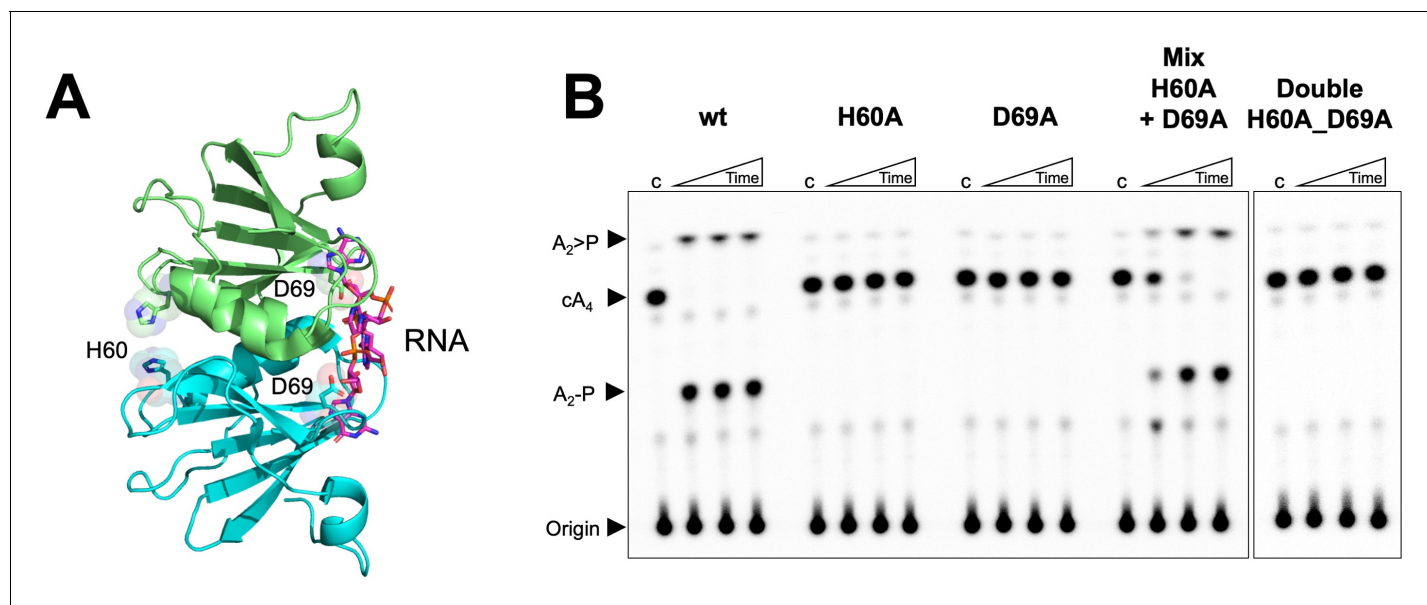 A
D69
H60
D69
RNA
B
wt
H60A
D69A
Mix
H60A
+ D69A
Double
H60A_D69A
c Time c Time c Time c Time c Time
A₂>P
cA₄
A₂-P
Origin